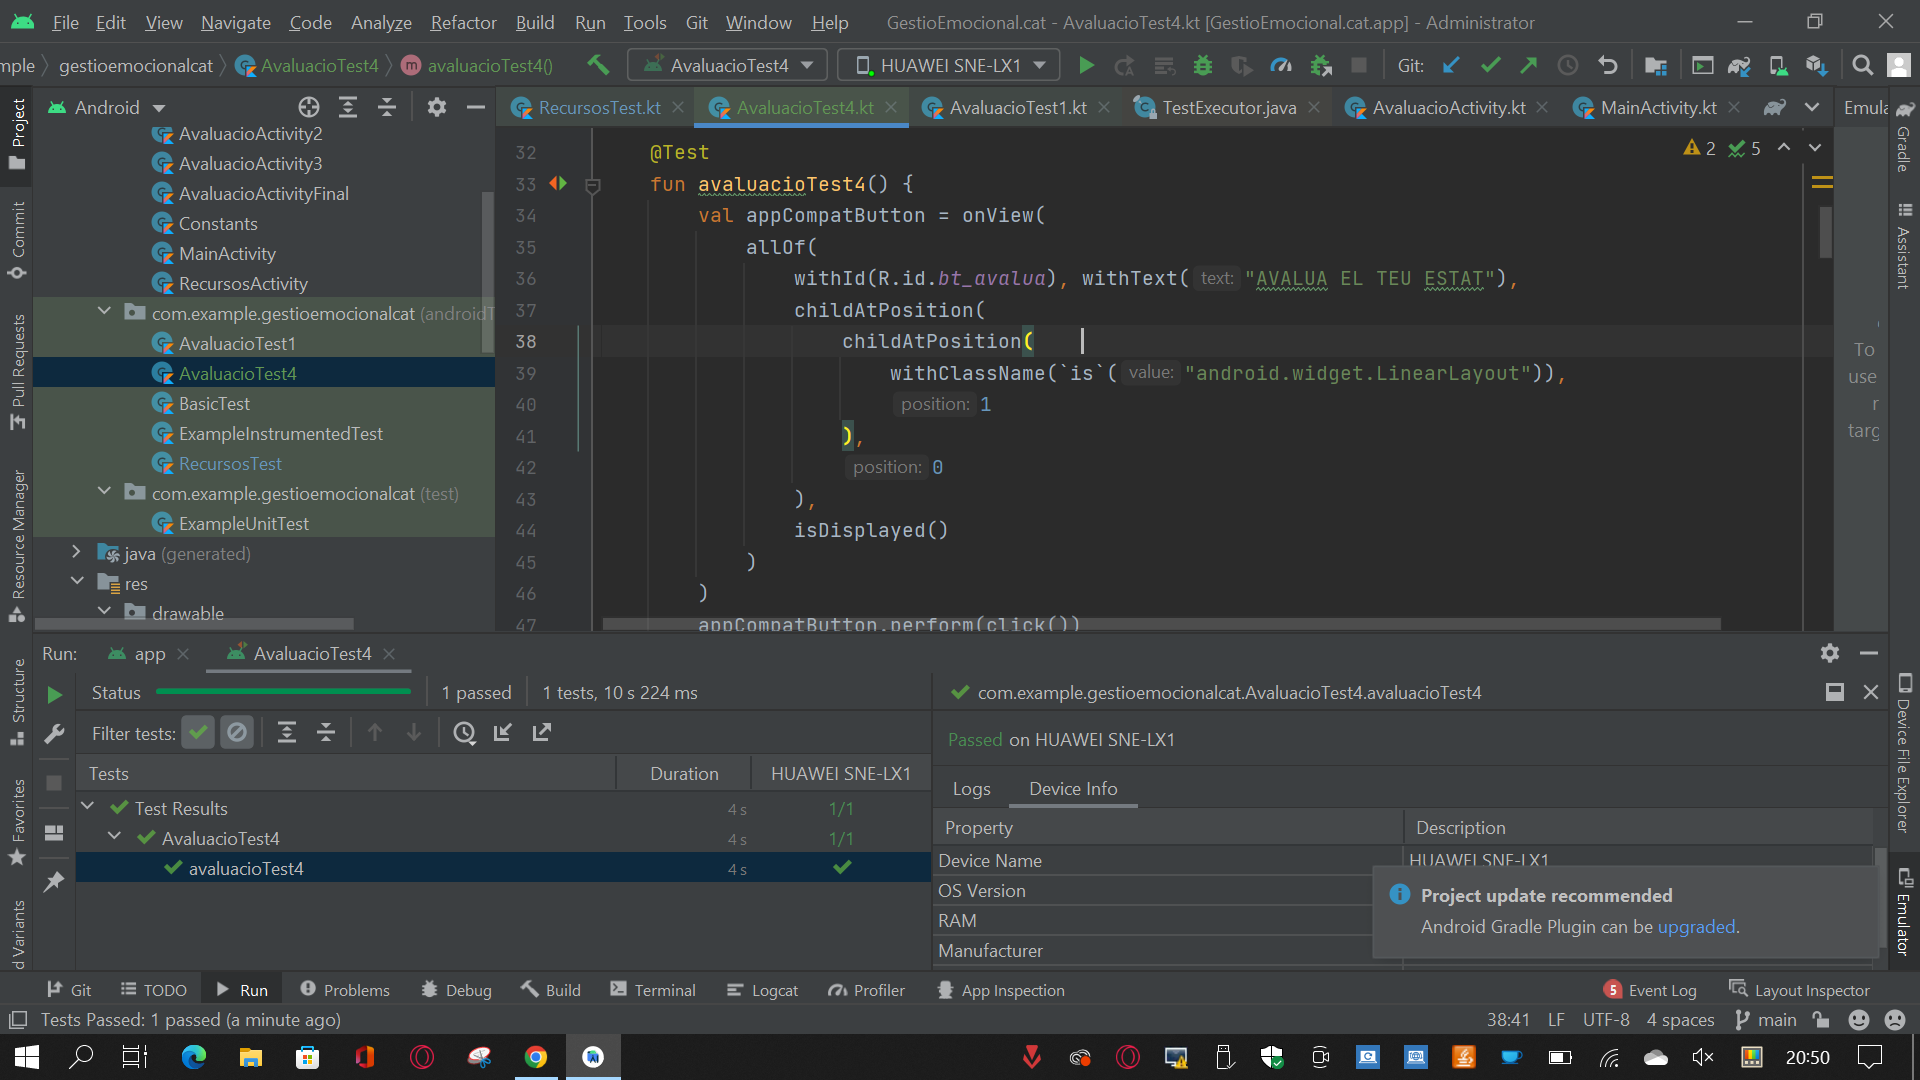 File Edit View Navigate Code Analyze Refactor Build Run Tools Git Window Help GestioEmocional.cat - AvaluacioTest4.kt [GestioEmocional.cat.app] - Administrator
mple gestioemocionalcat AvaluacioTest4 m avaluacioTest4() AvaluacioTest4 HUAWEI SNE-LX1 Git:
Project
Commit
Pull Requests
Resource Manager
Structure
Favorites
d Variants
Android
AvaluacioActivity2
AvaluacioActivity3
AvaluacioActivityFinal
Constants
MainActivity
RecursosActivity
com.example.gestioemocionalcat (androidT
AvaluacioTest1
AvaluacioTest4
BasicTest
ExampleInstrumentedTest
RecursosTest
com.example.gestioemocionalcat (test)
ExampleUnitTest
java (generated)
res
drawable
RecursosTest.kt AvaluacioTest4.kt AvaluacioTest1.kt TestExecutor.java AvaluacioActivity.kt MainActivity.kt
2 5
32 @Test
33 fun avaluacioTest4() {
34 val appCompatButton = onView(
35 allOf(
36 withId(R.id.bt_avalua), withText( text: "AVALUA EL TEU ESTAT"),
37 childAtPosition(
38 childAtPosition(
39 withClassName(`is`( value: "android.widget.LinearLayout")),
40 position: 1
41 ),
42 position: 0
43 ),
44 isDisplayed()
45 )
46 )
47 appCompatButton.perform(click())
Emula
To
use
r
targ
Gradle
Assistant
Device File Explorer
Emulator
Run: app AvaluacioTest4
Status 1 passed 1 tests, 10 s 224 ms
Filter tests:
Tests Duration HUAWEI SNE-LX1
Test Results 4 s 1/1
AvaluacioTest4 4 s 1/1
avaluacioTest4 4 s
com.example.gestioemocionalcat.AvaluacioTest4.avaluacioTest4
Passed on HUAWEI SNE-LX1
Logs Device Info
Property Description
Device Name HUAWEI SNE-LX1
OS Version
RAM
Manufacturer
Project update recommended
Android Gradle Plugin can be upgraded.
Git TODO Run Problems Debug Build Terminal Logcat Profiler App Inspection 5 Event Log Layout Inspector
Tests Passed: 1 passed (a minute ago) 38:41 LF UTF-8 4 spaces main
20:50